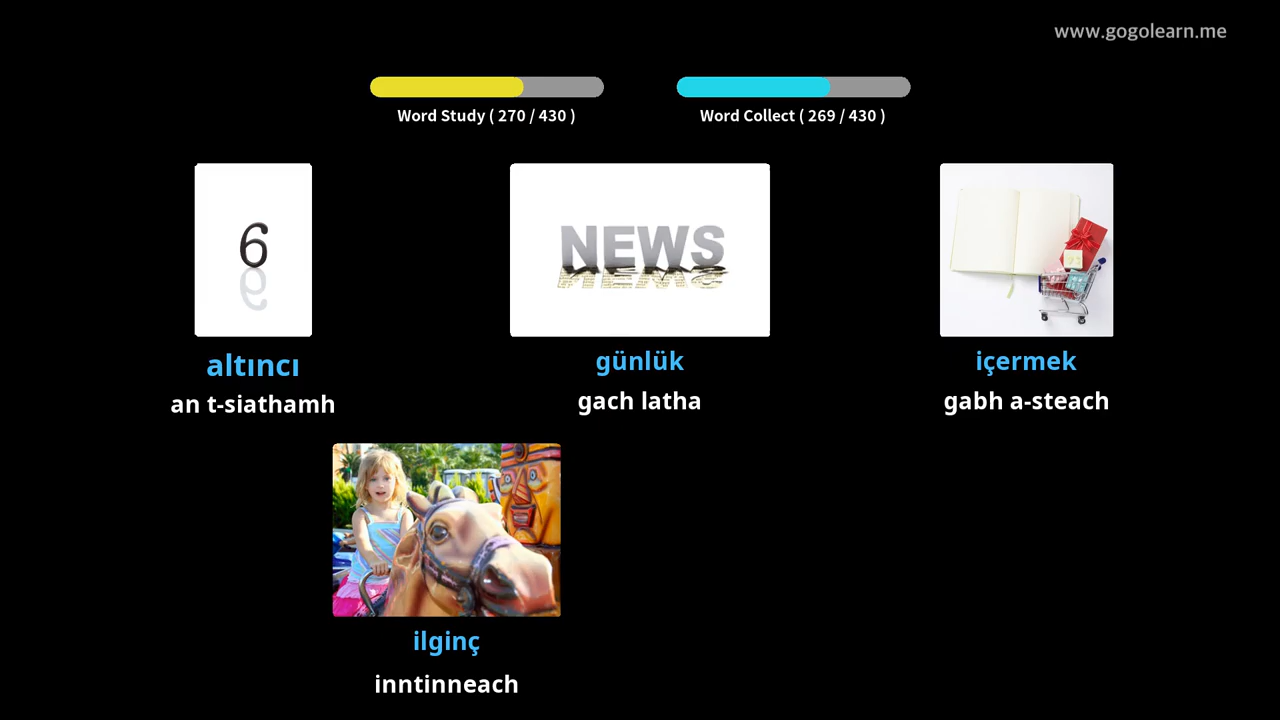 www.gogolearn.me
Word Study ( 270 / 430 )
Word Collect ( 269 / 430 )
6
NEWS
altıncı
günlük
içermek
an t-siathamh
gach latha
gabh a-steach
ilginç
inntinneach